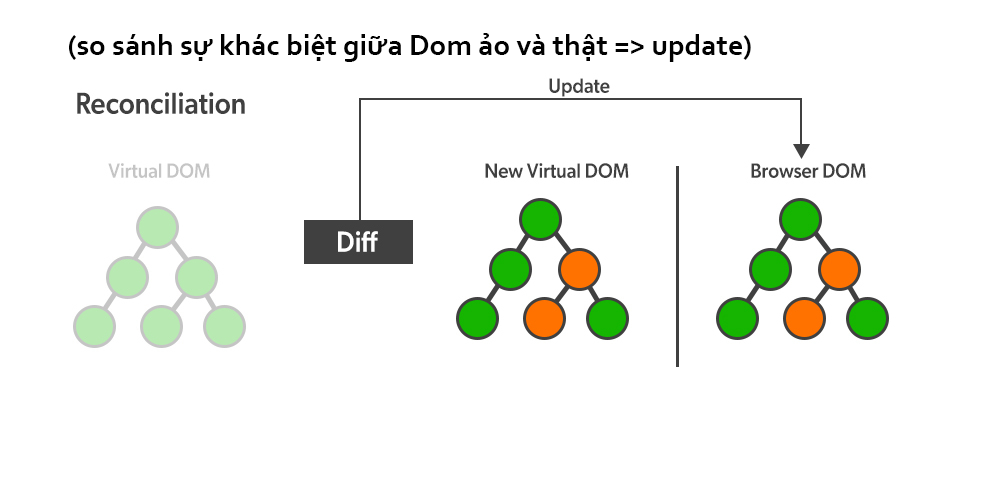 (so sánh sự khác biệt giữa Dom ảo và thật => update)
Reconciliation
Update
Virtual DOM
New Virtual DOM
Browser DOM
Diff